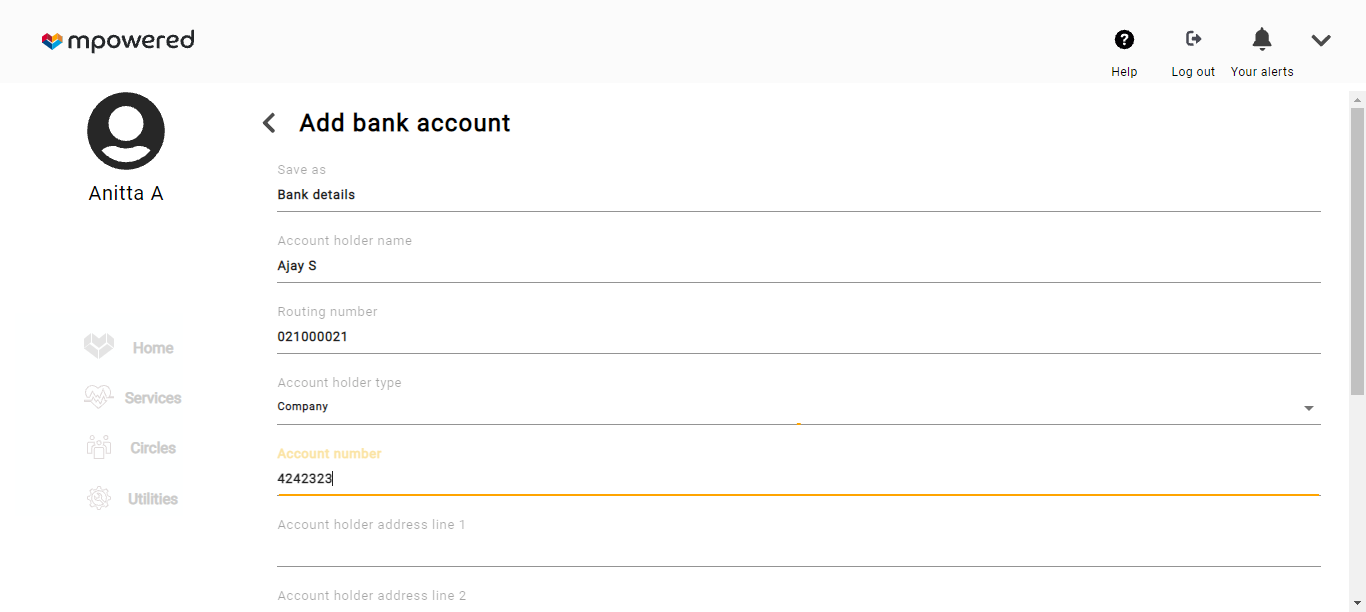 mpowered
?
Help
Log out
Your alerts
Anitta A
Home
Services
Circles
Utilities
Add bank account
Save as
Bank details
Account holder name
Ajay S
Routing number
021000021
Account holder type
Company
Account number
4242323
Account holder address line 1
Account holder address line 2